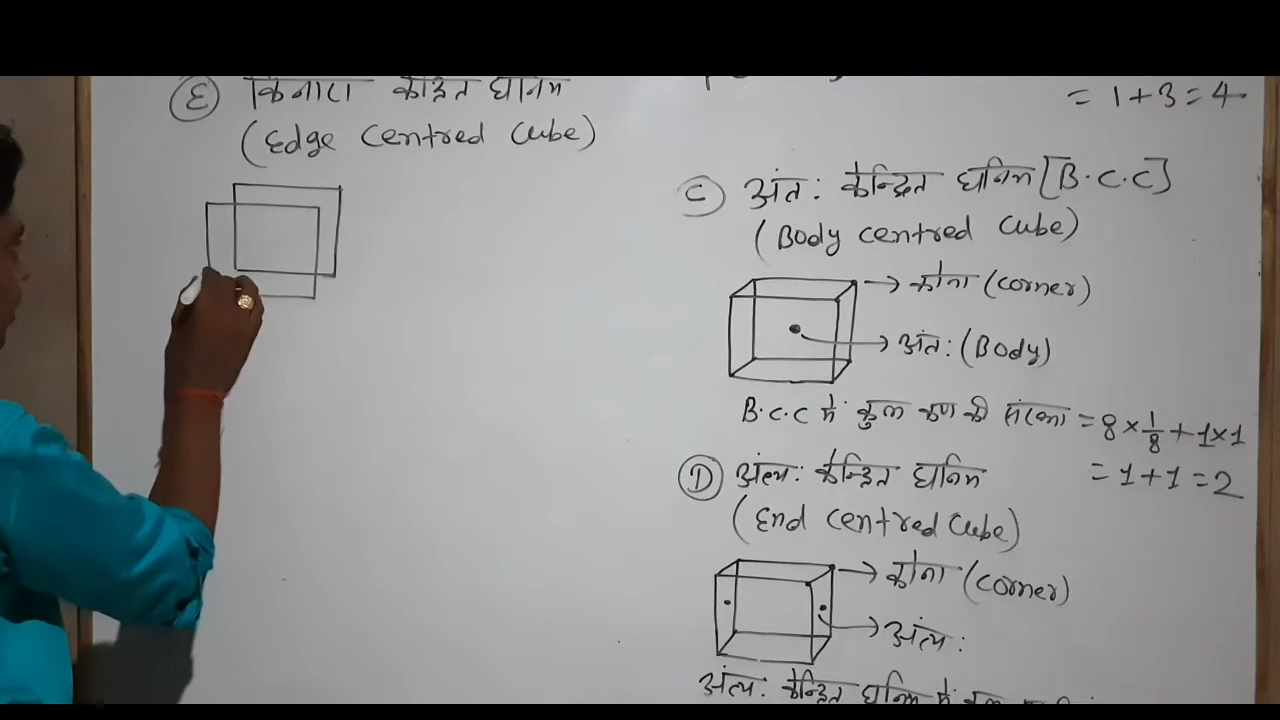 Ⓔ किनारा केन्द्रित घनिम
(Edge Centred Cube)
= 1+3=4
Ⓒ अंत: केन्द्रित घनिम [B.C.C]
(Body centred Cube)
→ कोना (corner)
→ अंत: (Body)
B.C.C में कुल कण की संख्या = 8×1/8+1×1
= 1+1=2
Ⓓ अंत्य: केन्द्रित घनिम
(End Centred Cube)
→ कोना (corner)
→ अंत्य:
अंत्य: केन्द्रित घनिम में कुल